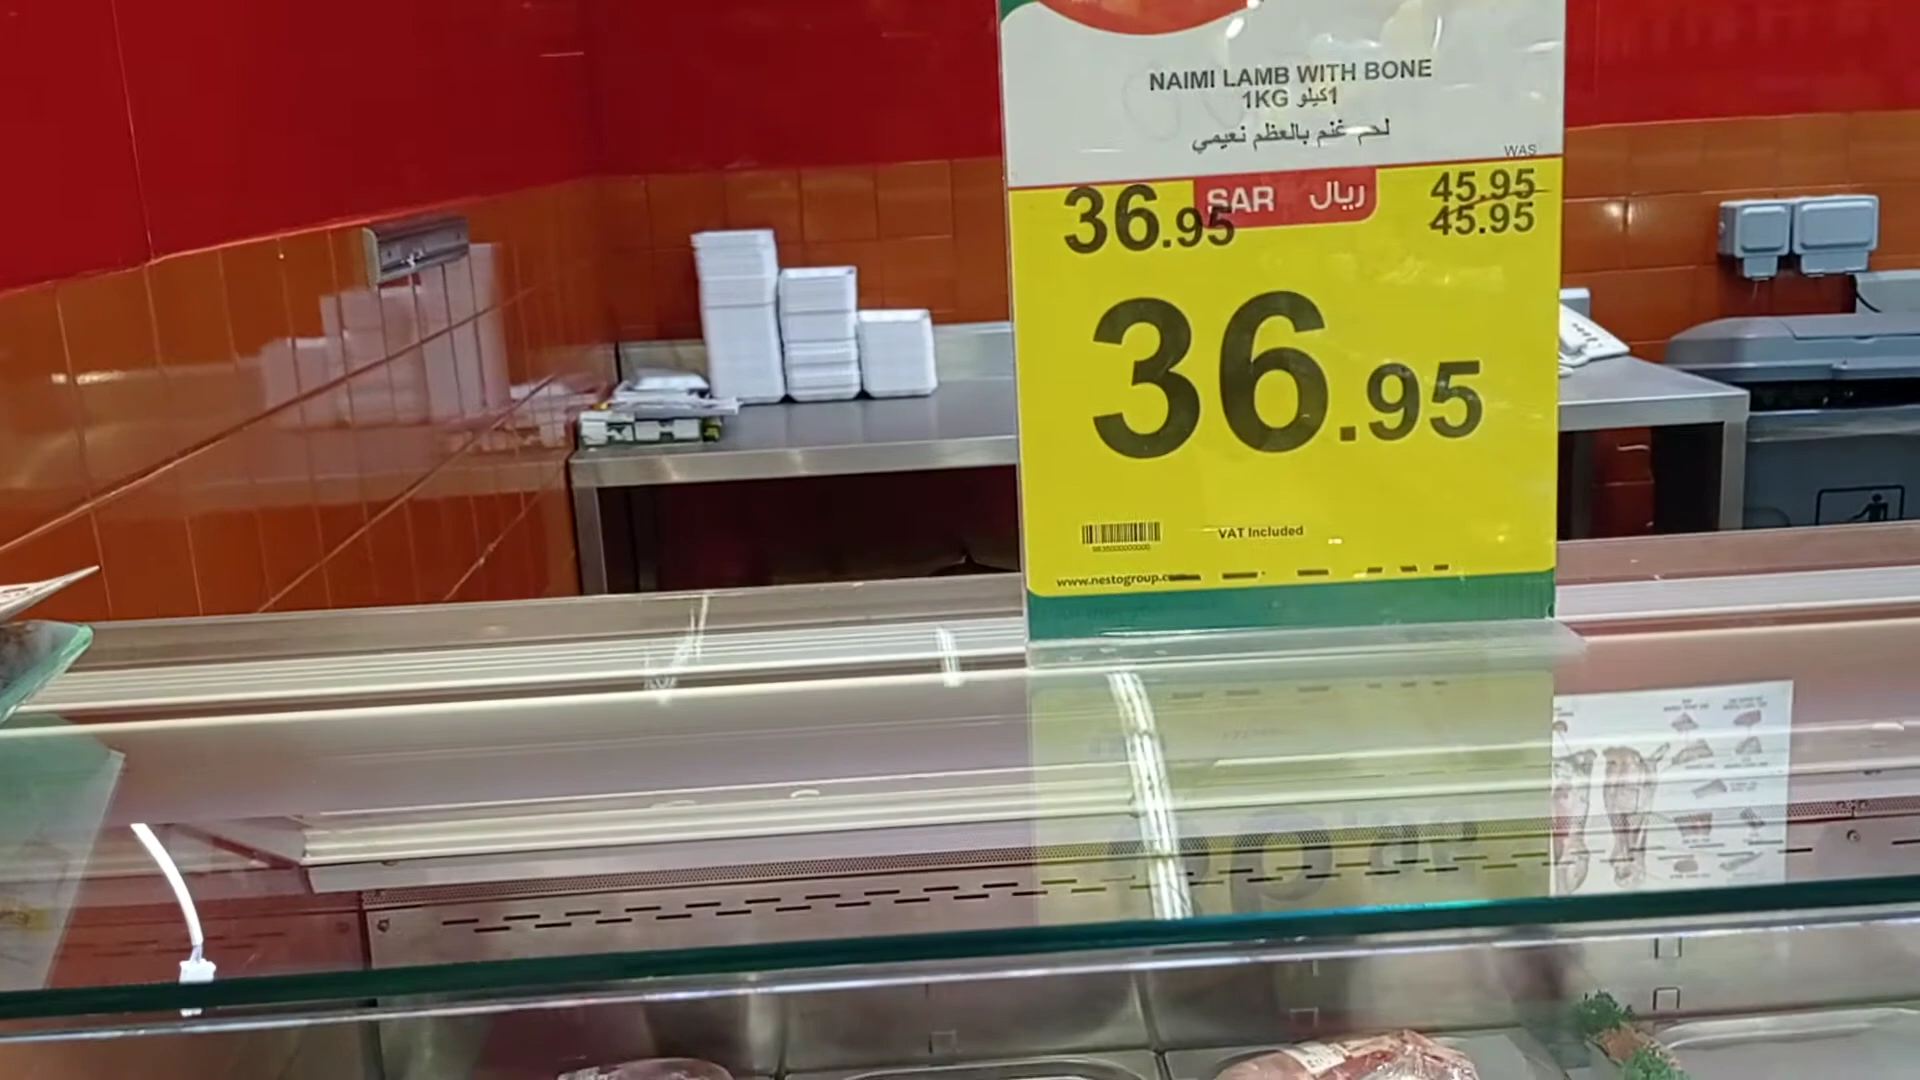 NAIMI LAMB WITH BONE
1KG 1كيلو
لحم غنم بالعظم نعيمي
WAS
36.95 SAR ريال 45.95
45.95
36.95
VAT Included
www.nestogroup.c